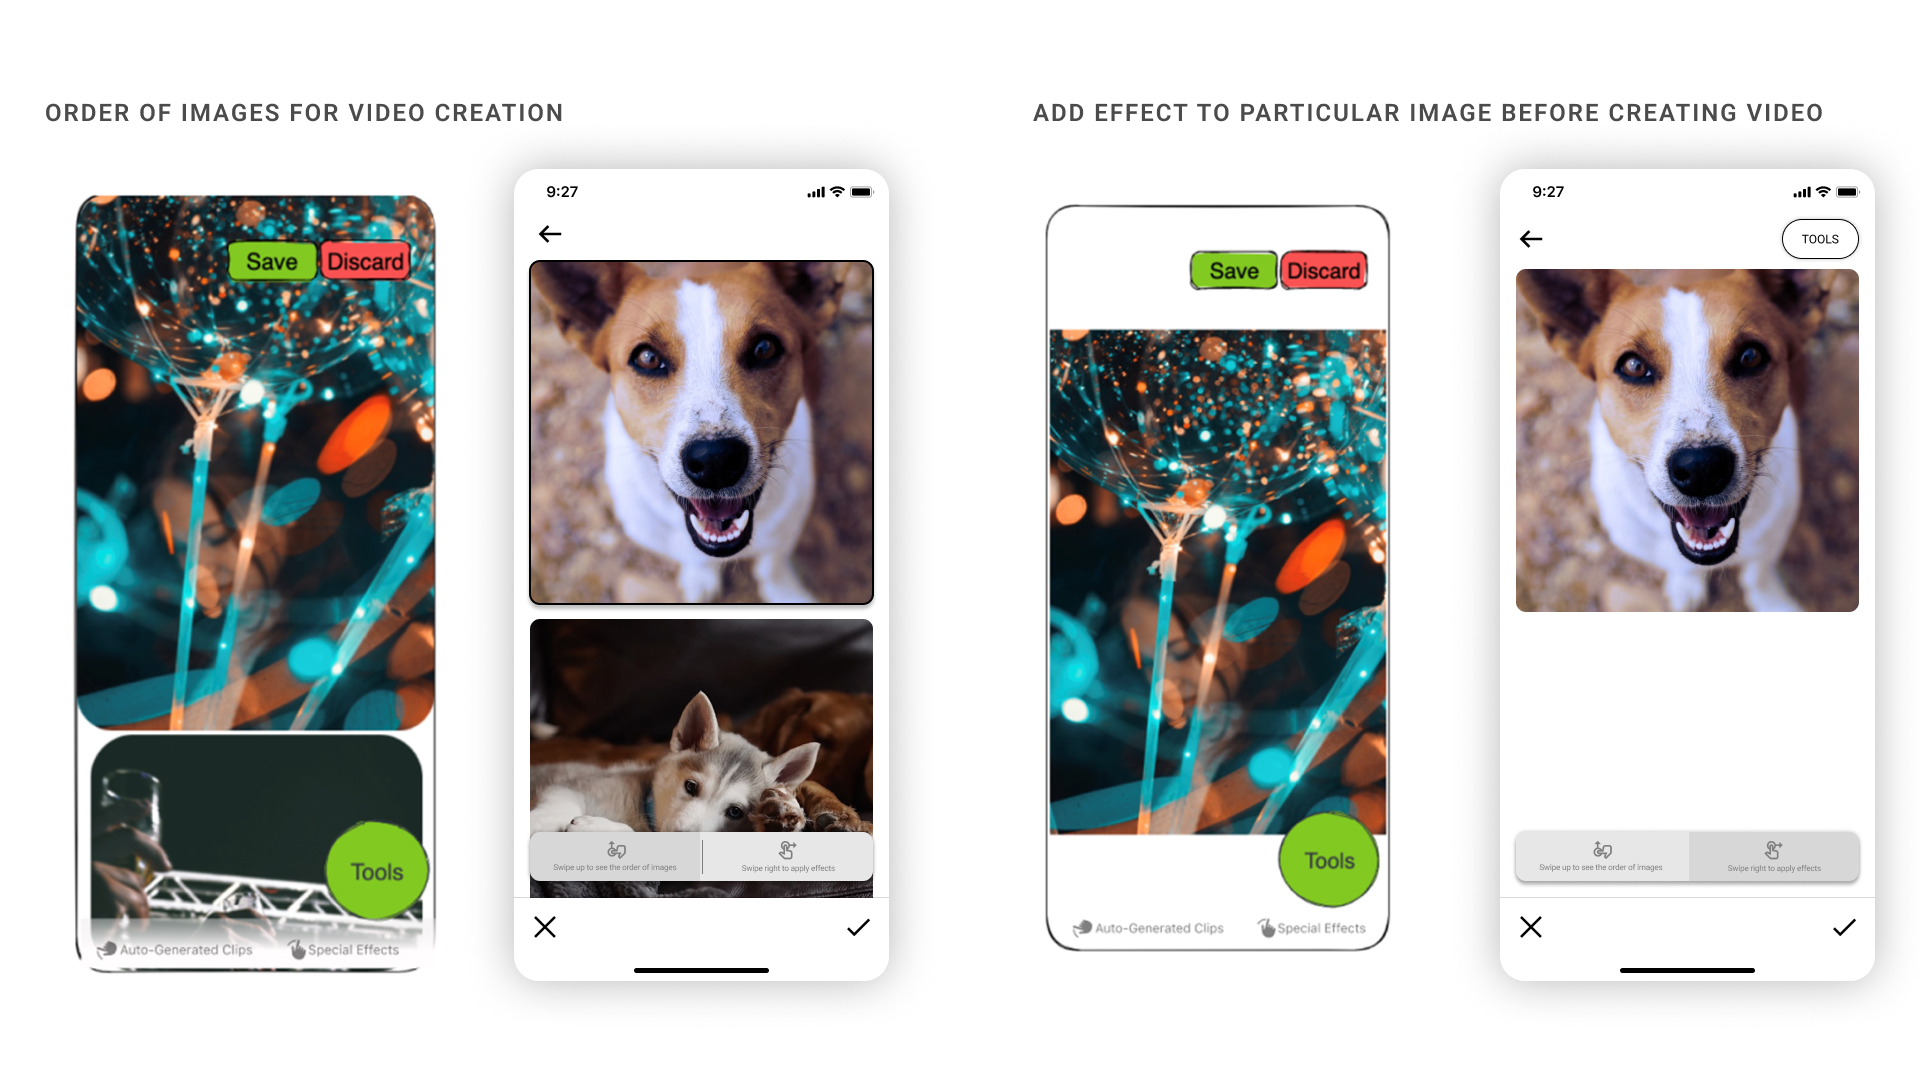 ORDER OF IMAGES FOR VIDEO CREATION
Save Discard
Tools
Auto-Generated Clips Special Effects
9:27
Swipe up to see the order of images Swipe right to apply effects
ADD EFFECT TO PARTICULAR IMAGE BEFORE CREATING VIDEO
Save Discard
Tools
Auto-Generated Clips Special Effects
9:27
TOOLS
Swipe up to see the order of images Swipe right to apply effects